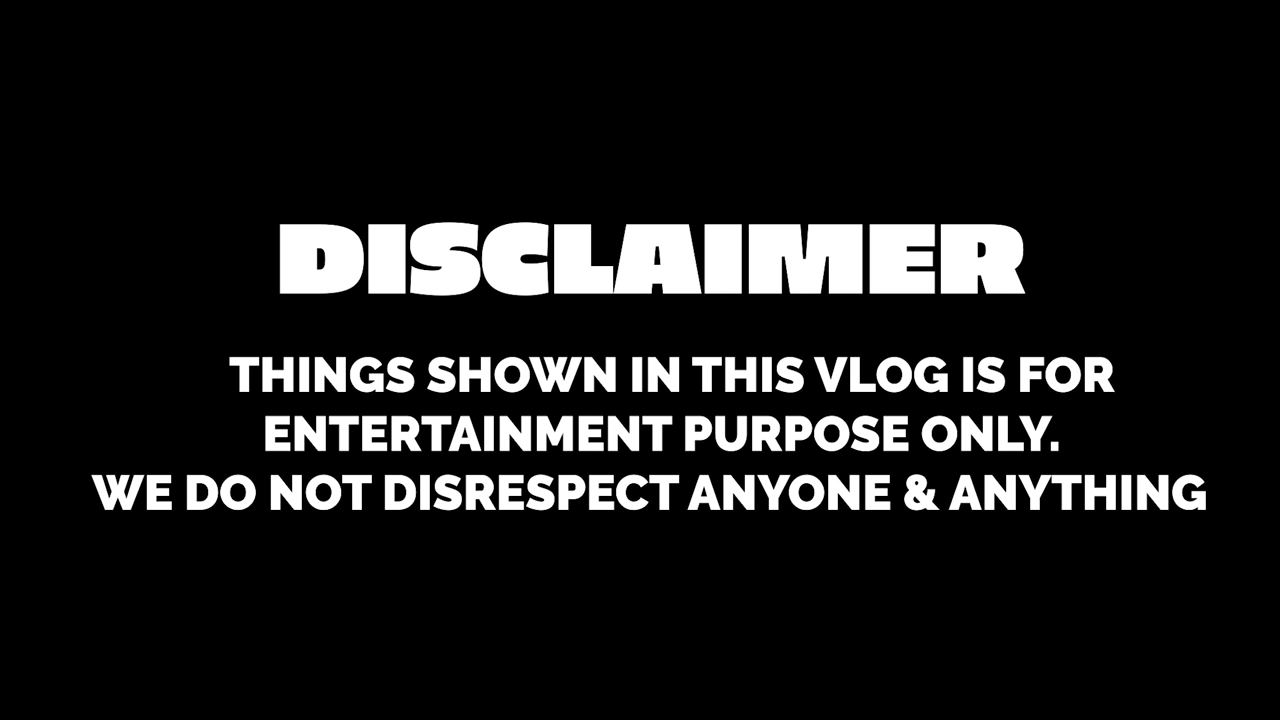 DISCLAIMER
THINGS SHOWN IN THIS VLOG IS FOR
ENTERTAINMENT PURPOSE ONLY.
WE DO NOT DISRESPECT ANYONE & ANYTHING